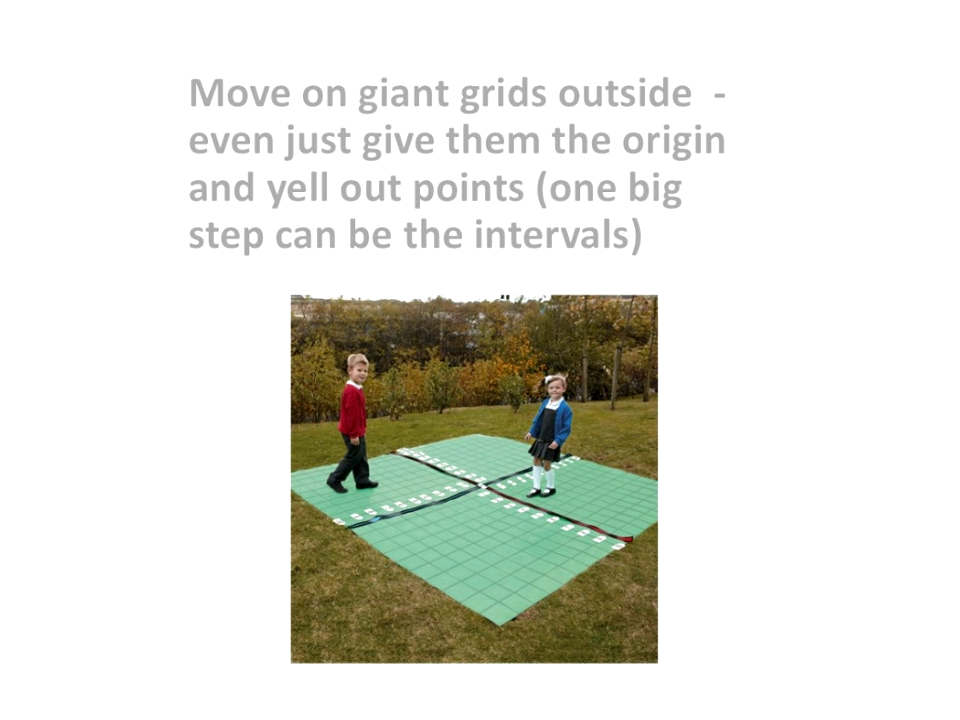 Move on giant grids outside  -
even just give them the origin
and yell out points (one big
step can be the intervals)